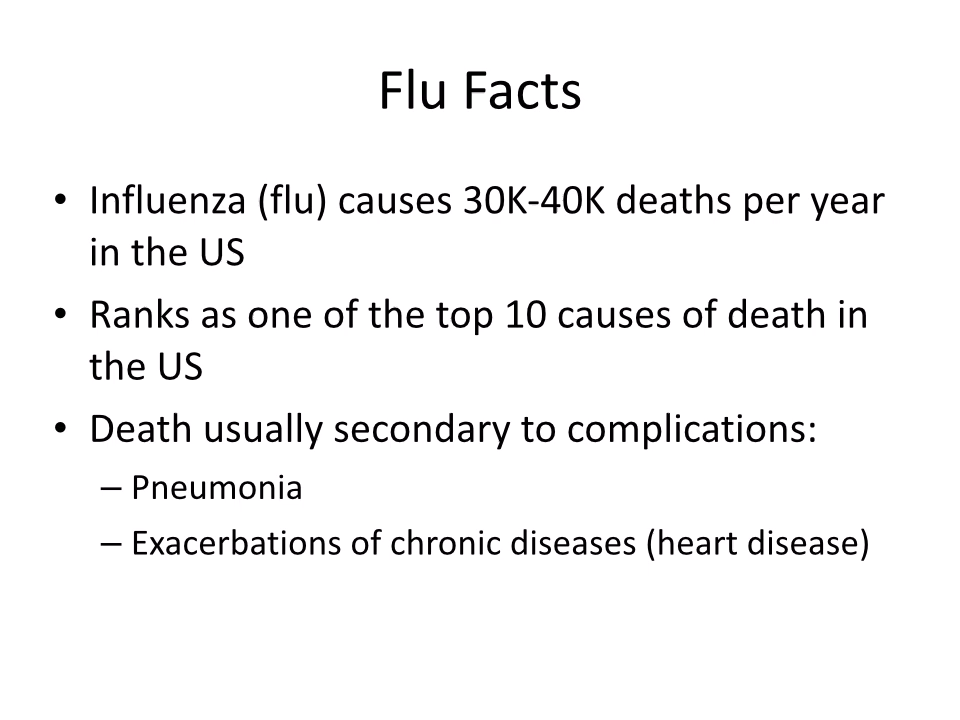 Flu Facts
• Influenza (flu) causes 30K-40K deaths per year
in the US
• Ranks as one of the top 10 causes of death in
the US
• Death usually secondary to complications:
– Pneumonia
– Exacerbations of chronic diseases (heart disease)